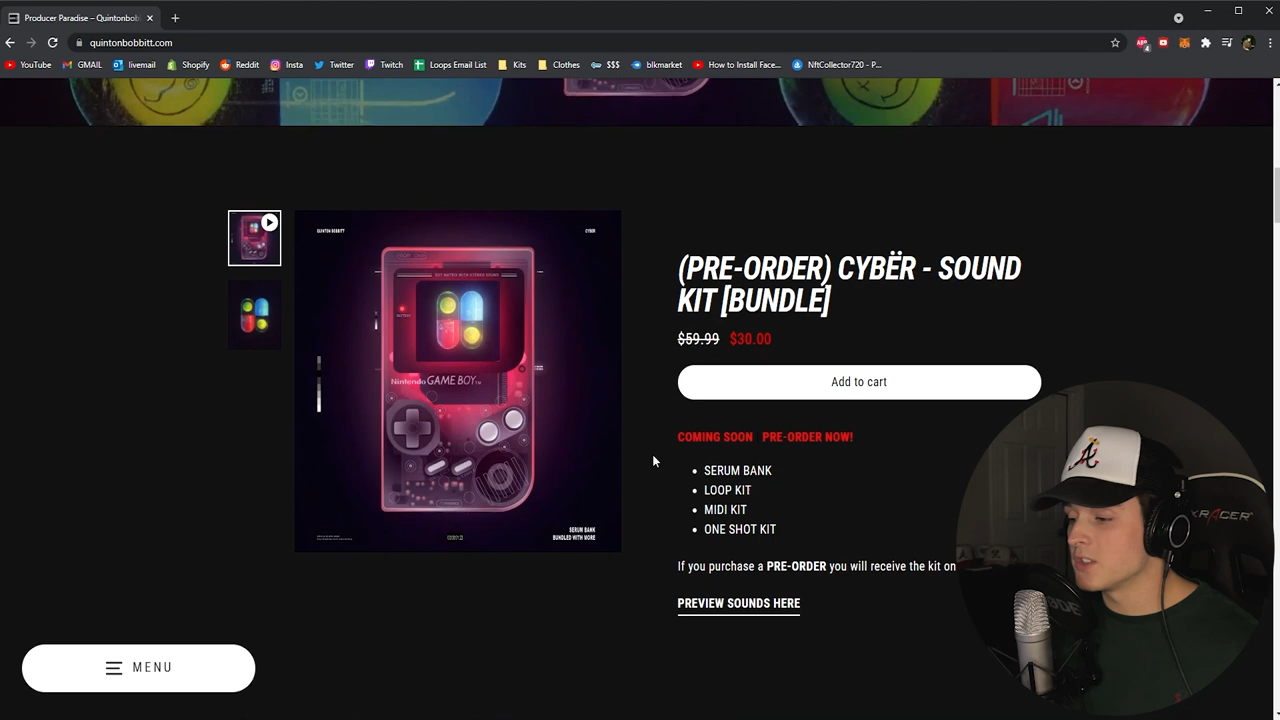 Producer Paradise – Quintonbobb
quintonbobbitt.com
YouTube
GMAIL
livemail
Shopify
Reddit
Insta
Twitter
Twitch
Loops Email List
Kits
Clothes
$$$
blkmarket
How to Install Face...
NftCollector720 - P...
QUINTON BOBBITT
CYBER
Nintendo GAME BOY TM
SERUM BANK
BUNDLED WITH MORE
(PRE-ORDER) CYBËR - SOUND
KIT [BUNDLE]
$59.99 $30.00
Add to cart
COMING SOON PRE-ORDER NOW!
SERUM BANK
LOOP KIT
MIDI KIT
ONE SHOT KIT
If you purchase a PRE-ORDER you will receive the kit on
PREVIEW SOUNDS HERE
MENU
A